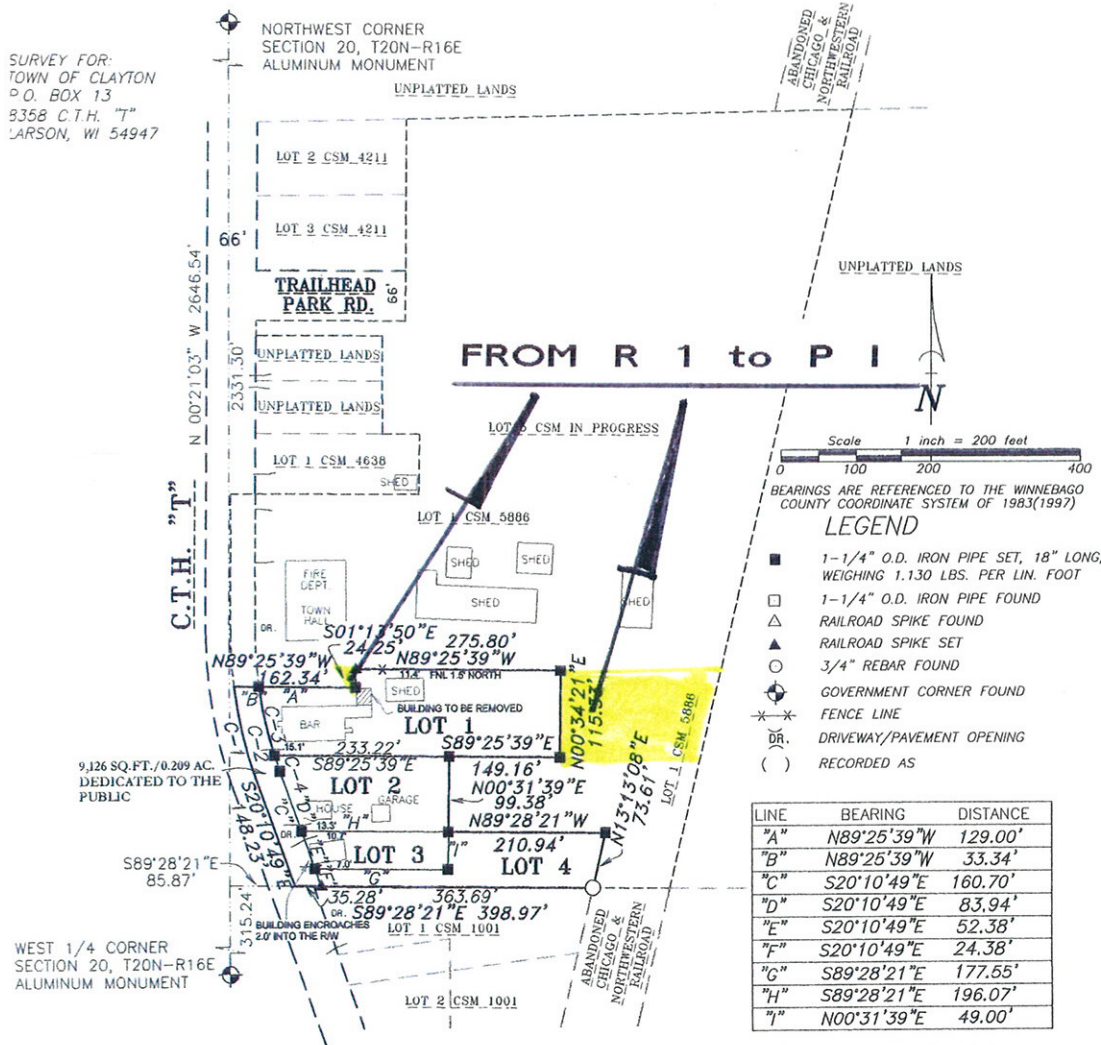 NORTHWEST CORNER
SECTION 20, T20N-R16E
ALUMINUM MONUMENT
SURVEY FOR:
TOWN OF CLAYTON
P.O. BOX 13
8358 C.T.H. "T"
LARSON, WI 54947
UNPLATTED LANDS
ABANDONED
CHICAGO &
NORTHWESTERN
RAILROAD
LOT 2 CSM 4211
LOT 3 CSM 4211
66'
TRAILHEAD
PARK RD.
66'
UNPLATTED LANDS
N 00°21'03" W 2646.54'
2331.30'
UNPLATTED LANDS
UNPLATTED LANDS
FROM R 1 to P I
N
LOT CSM IN PROGRESS
LOT 1 CSM 4638
SHED
LOT 1 CSM 5886
Scale 1 inch = 200 feet
0 100 200 400
BEARINGS ARE REFERENCED TO THE WINNEBAGO
COUNTY COORDINATE SYSTEM OF 1983(1997)
LEGEND
1-1/4" O.D. IRON PIPE SET, 18" LONG,
WEIGHING 1.130 LBS. PER LIN. FOOT
1-1/4" O.D. IRON PIPE FOUND
RAILROAD SPIKE FOUND
RAILROAD SPIKE SET
3/4" REBAR FOUND
GOVERNMENT CORNER FOUND
FENCE LINE
DR. DRIVEWAY/PAVEMENT OPENING
( ) RECORDED AS
C.T.H. "T"
FIRE
DEPT.
TOWN
HALL
SHED
SHED
SHED
SHED
DR.
S01°13'50"E
24.25'
275.80'
N89°25'39"W
N89°25'39"W
162.34'
11.4' FNL 1.5' NORTH
SHED
"B" "A"
BUILDING TO BE REMOVED
BAR
LOT 1
N00°34'21"E
LOT 1 CSM 5886
C-1
C-2
C-3
15.1'
233.22'
S89°25'39"E
S89°25'39"E
149.16'
9,126 SQ.FT./0.209 AC.
DEDICATED TO THE
PUBLIC
LOT 2
C-4
"C"
"D"
N00°31'39"E
99.38'
HOUSE
GARAGE
N89°28'21"W
210.94'
N13°13'08"E
73.61'
S20°10'49"E
48.23'
DR.
13.3'
"H"
LOT 3
"I"
LOT 4
"E"
"F"
7.0'
"G"
S89°28'21"E
85.87'
35.28'
363.69'
DR.
S89°28'21"E 398.97'
BUILDING ENCROACHES
2.0' INTO THE R/W
LOT 1 CSM 1001
315.24'
WEST 1/4 CORNER
SECTION 20, T20N-R16E
ALUMINUM MONUMENT
LOT 2 CSM 1001
ABANDONED
CHICAGO &
NORTHWESTERN
RAILROAD
LINE BEARING DISTANCE
"A" N89°25'39"W 129.00'
"B" N89°25'39"W 33.34'
"C" S20°10'49"E 160.70'
"D" S20°10'49"E 83.94'
"E" S20°10'49"E 52.38'
"F" S20°10'49"E 24.38'
"G" S89°28'21"E 177.55'
"H" S89°28'21"E 196.07'
"I" N00°31'39"E 49.00'